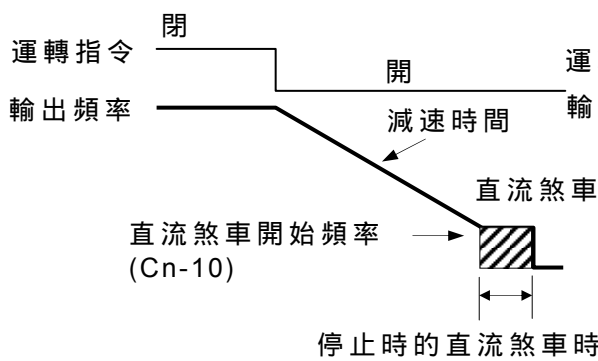 閉
運轉指令
開
運
輸出頻率
輸
減速時間
直流煞車
直流煞車開始頻率
(Cn-10)
停止時的直流煞車時